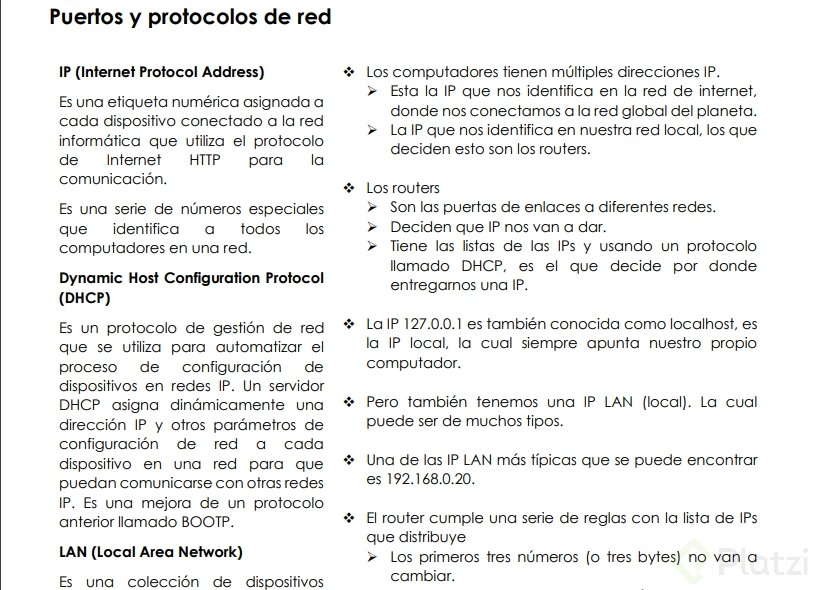 Puertos y protocolos de red
IP (Internet Protocol Address)
Es una etiqueta numérica asignada a
cada dispositivo conectado a la red
informática que utiliza el protocolo
de Internet HTTP para la
comunicación.
Es una serie de números especiales
que identifica a todos los
computadores en una red.
Dynamic Host Configuration Protocol
(DHCP)
Es un protocolo de gestión de red
que se utiliza para automatizar el
proceso de configuración de
dispositivos en redes IP. Un servidor
DHCP asigna dinámicamente una
dirección IP y otros parámetros de
configuración de red a cada
dispositivo en una red para que
puedan comunicarse con otras redes
IP. Es una mejora de un protocolo
anterior llamado BOOTP.
LAN (Local Area Network)
Es una colección de dispositivos
❖ Los computadores tienen múltiples direcciones IP.
➤ Esta la IP que nos identifica en la red de internet,
donde nos conectamos a la red global del planeta.
➤ La IP que nos identifica en nuestra red local, los que
deciden esto son los routers.
❖ Los routers
➤ Son las puertas de enlaces a diferentes redes.
➤ Deciden que IP nos van a dar.
➤ Tiene las listas de las IPs y usando un protocolo
llamado DHCP, es el que decide por donde
entregarnos una IP.
❖ La IP 127.0.0.1 es también conocida como localhost, es
la IP local, la cual siempre apunta nuestro propio
computador.
❖ Pero también tenemos una IP LAN (local). La cual
puede ser de muchos tipos.
❖ Una de las IP LAN más típicas que se puede encontrar
es 192.168.0.20.
❖ El router cumple una serie de reglas con la lista de IPs
que distribuye
➤ Los primeros tres números (o tres bytes) no van a
cambiar.
Platzi